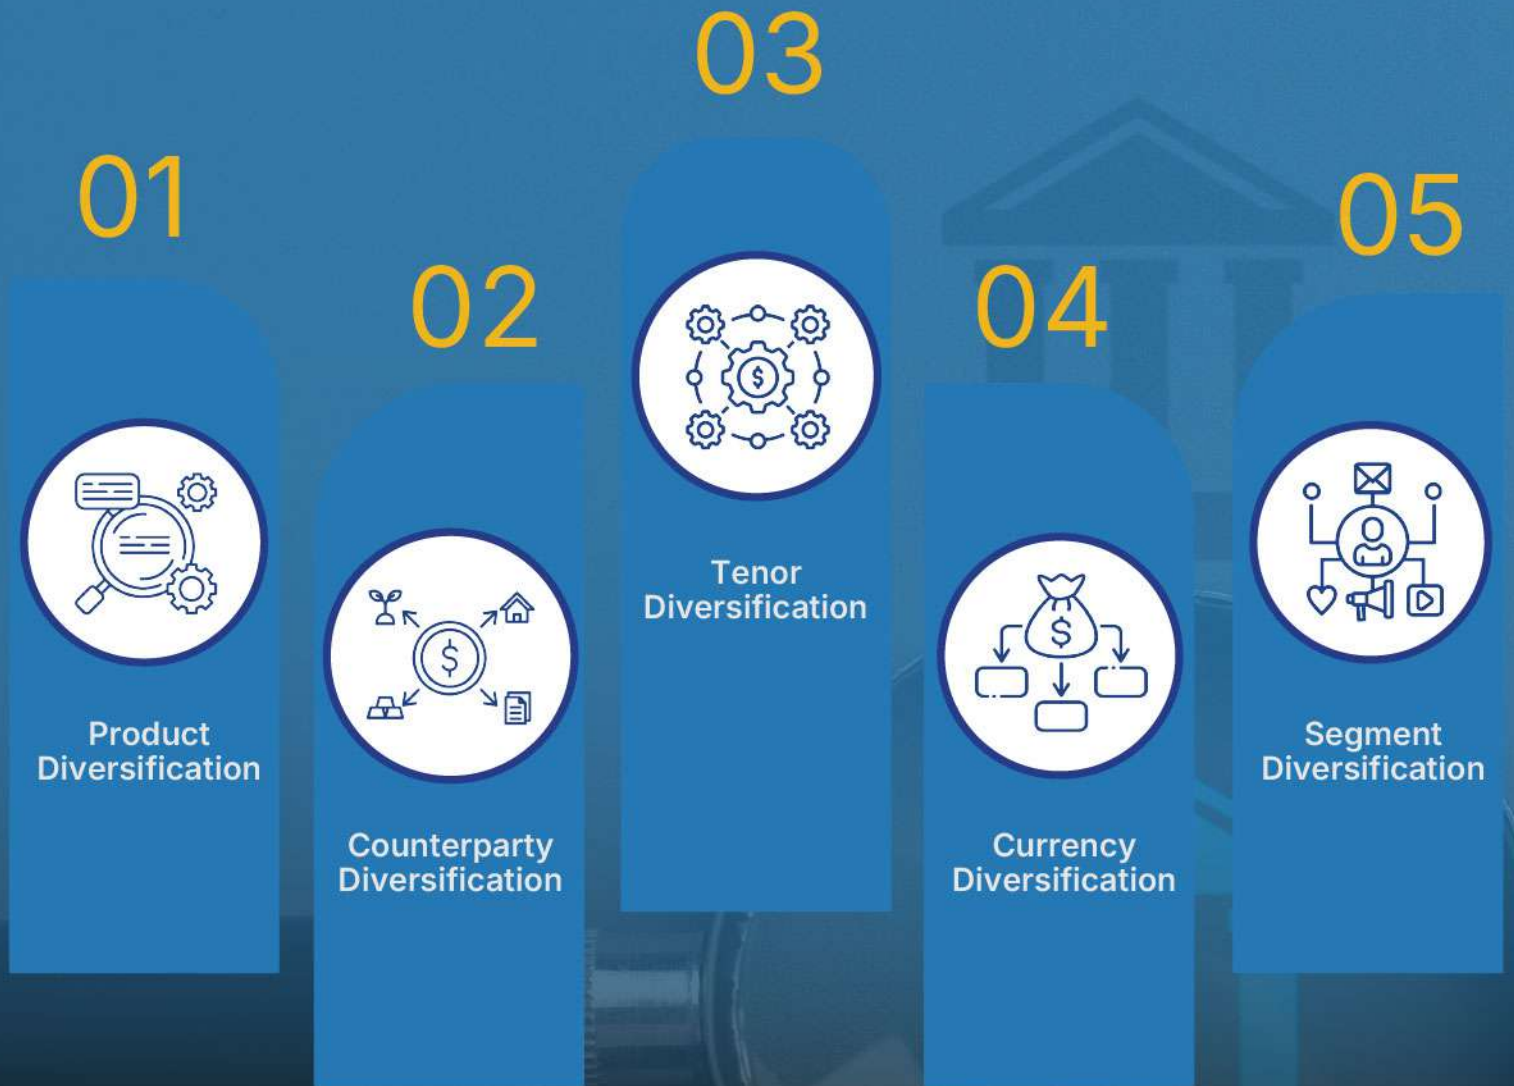 01
Product
Diversification
02
Counterparty
Diversification
03
Tenor
Diversification
04
Currency
Diversification
05
Segment
Diversification